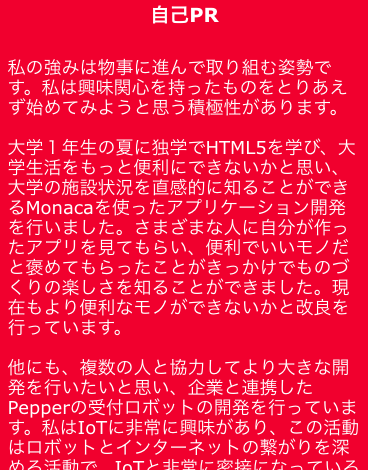 自己PR
私の強みは物事に進んで取り組む姿勢で
す。私は興味関心を持ったものをとりあえ
ず始めてみようと思う積極性があります。
大学１年生の夏に独学でHTML5を学び、大
学生活をもっと便利にできないかと思い、
大学の施設状況を直感的に知ることができ
るMonacaを使ったアプリケーション開発
を行いました。さまざまな人に自分が作っ
たアプリを見てもらい、便利でいいモノだ
と褒めてもらったことがきっかけでものづ
くりの楽しさを知ることができました。現
在もより便利なモノができないかと改良を
行っています。
他にも、複数の人と協力してより大きな開
発を行いたいと思い、企業と連携した
Pepperの受付ロボットの開発を行っていま
す。私はIoTに非常に興味があり、この活動
はロボットとインターネットの繋がりを深
める活動で、IoTと非常に密接になっている